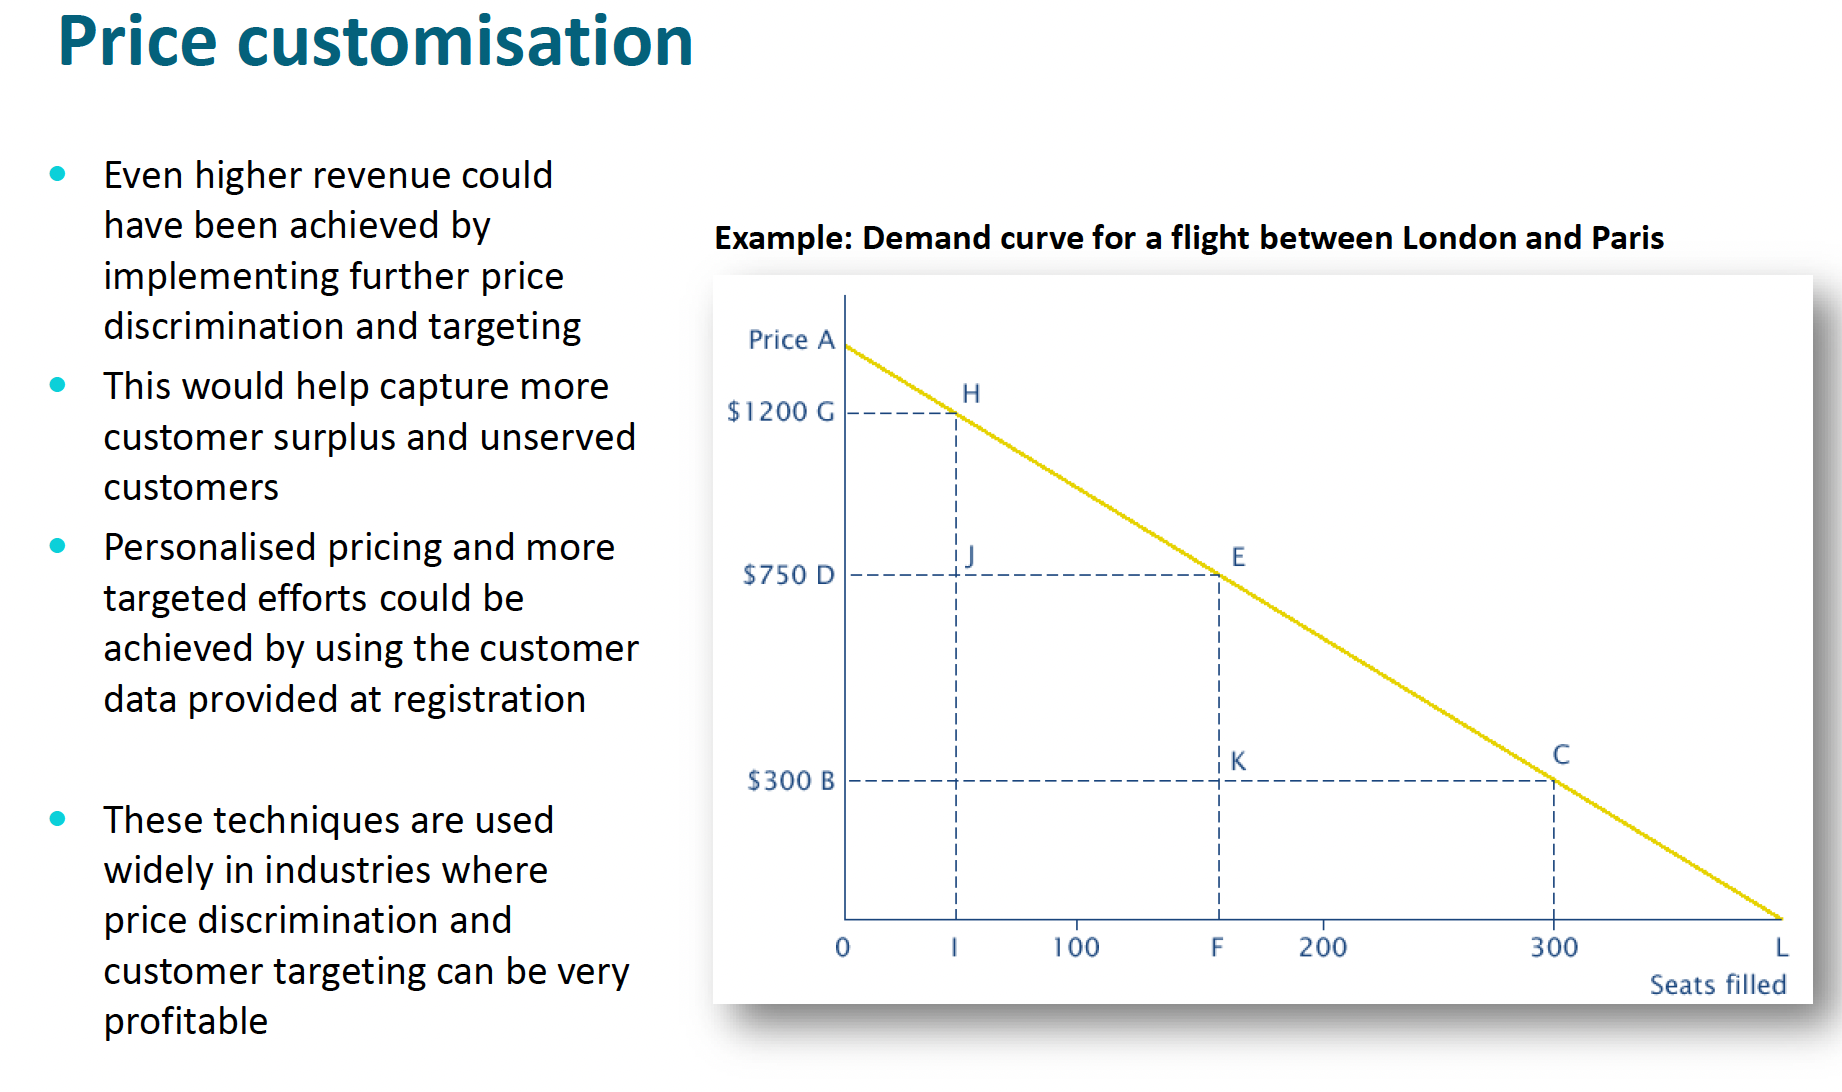 Price customisation
Even higher revenue could
have been achieved by
implementing further price
discrimination and targeting
This would help capture more
customer surplus and unserved
customers
Personalised pricing and more
targeted efforts could be
achieved by using the customer
data provided at registration
These techniques are used
widely in industries where
price discrimination and
customer targeting can be very
profitable
Example: Demand curve for a flight between London and Paris
Price A
H
$1200 G
J
E
$750 D
K
C
$300 B
0 I 100 F 200 300 L
Seats filled